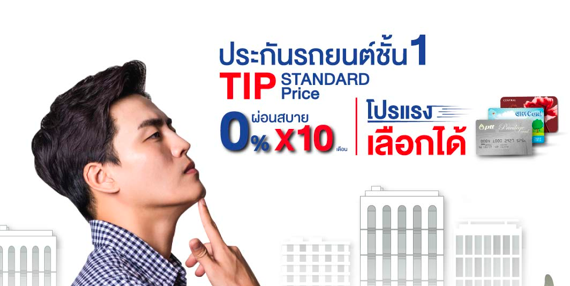 ประกันรถยนต์ชั้น 1
TIP STANDARD Price
ผ่อนสบาย
0% x10 เดือน
โปรแรง
เลือกได้